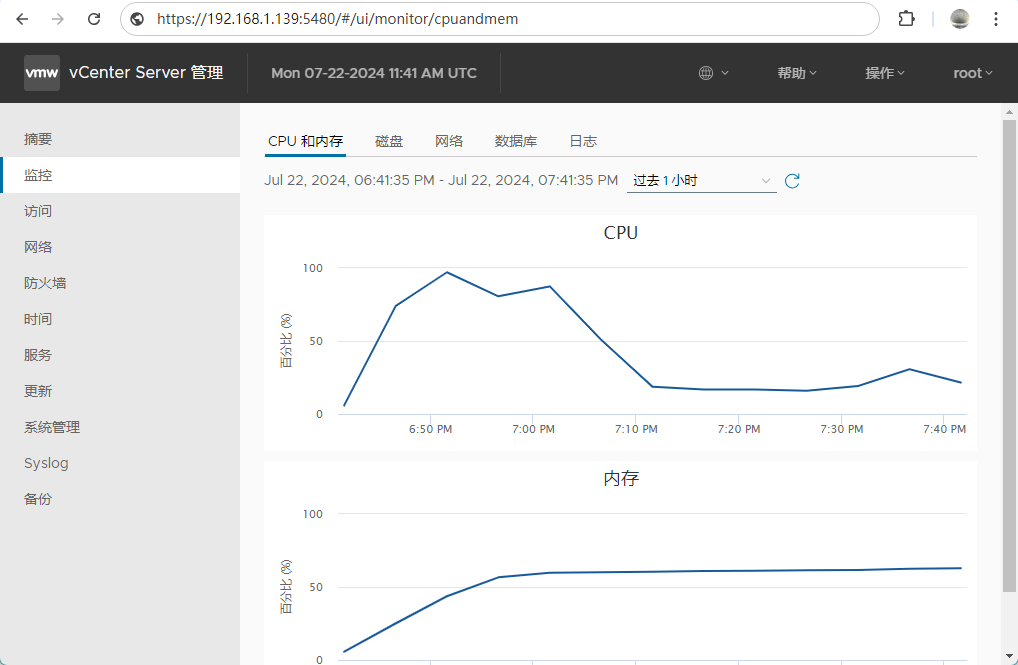 https://192.168.1.139:5480/#/ui/monitor/cpuandmem
vmw vCenter Server 管理 Mon 07-22-2024 11:41 AM UTC 帮助 操作 root
摘要
监控
访问
网络
防火墙
时间
服务
更新
系统管理
Syslog
备份
CPU 和内存 磁盘 网络 数据库 日志
Jul 22, 2024, 06:41:35 PM - Jul 22, 2024, 07:41:35 PM 过去 1 小时
CPU
百分比 (%)
100
50
0
6:50 PM 7:00 PM 7:10 PM 7:20 PM 7:30 PM 7:40 PM
内存
百分比 (%)
100
50
0